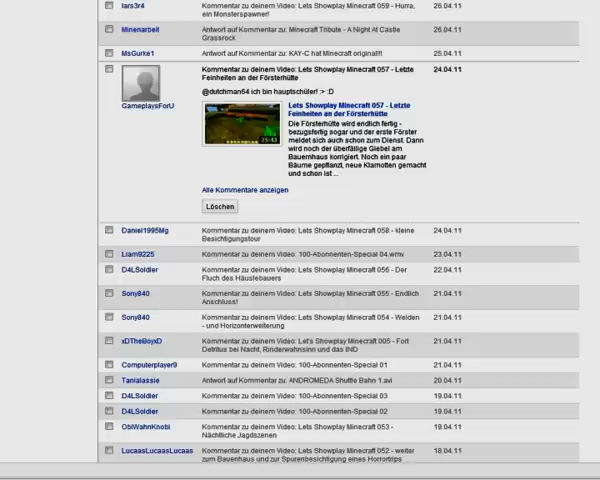 lars3r4 Kommentar zu deinem Video: Lets Showplay Minecraft 059 - Hurra, 26.04.11
ein Monsterspawner!
Minenarbeit Antwort auf Kommentar zu: Minecraft Tribute - A Night At Castle 26.04.11
Grassrock
MsGurke1 Antwort auf Kommentar zu: KAY-C hat Minecraft original!!! 25.04.11
Kommentar zu deinem Video: Lets Showplay Minecraft 057 - Letzte 24.04.11
Feinheiten an der Försterhütte
@dutchman64 ich bin hauptschüler! :> :D
GameplaysForU
Lets Showplay Minecraft 057 - Letzte
Feinheiten an der Försterhütte
Die Försterhütte wird endlich fertig -
bezugsfertig sogar und der erste Förster
meldet sich auch schon zum Dienst. Dann
wird noch der überfällige Giebel am
Bauernhaus korrigiert. Noch ein paar
Bäume gepflanzt, neue Klamotten gemacht
und schon ist ...
25:43
Alle Kommentare anzeigen
Löschen
Daniel1995Mg Kommentar zu deinem Video: Lets Showplay Minecraft 058 - kleine 24.04.11
Besichtigungstour
Liam9225 Kommentar zu deinem Video: 100-Abonnenten-Special 04.wmv 23.04.11
D4LSoldier Kommentar zu deinem Video: Lets Showplay Minecraft 056 - Der 22.04.11
Fluch des Häuslebauers
Sony840 Kommentar zu deinem Video: Lets Showplay Minecraft 055 - Endlich 21.04.11
Anschluss!
Sony840 Kommentar zu deinem Video: Lets Showplay Minecraft 054 - Weiden 21.04.11
- und Horizonterweiterung
xDTheBoyxD Kommentar zu deinem Video: Let's Showplay Minecraft 005 - Fort 21.04.11
Detritus bei Nacht, Rinderwahnsinn und das IND
Computerplayer9 Kommentar zu deinem Video: 100-Abonnenten-Special 01 21.04.11
Tanialassie Antwort auf Kommentar zu: ANDROMEDA Shuttle Bahn 1.avi 20.04.11
D4LSoldier Kommentar zu deinem Video: 100-Abonnenten-Special 03 19.04.11
D4LSoldier Kommentar zu deinem Video: 100-Abonnenten-Special 02 19.04.11
ObiWahnKnobi Kommentar zu deinem Video: Lets Showplay Minecraft 053 - 19.04.11
Nächtliche Jagdszenen
LucaasLucaasLucaas Kommentar zu deinem Video: Lets Showplay Minecraft 052 - weiter 18.04.11
zum Bauenhaus und zur Spurenbesichtigung eines Horrortrips